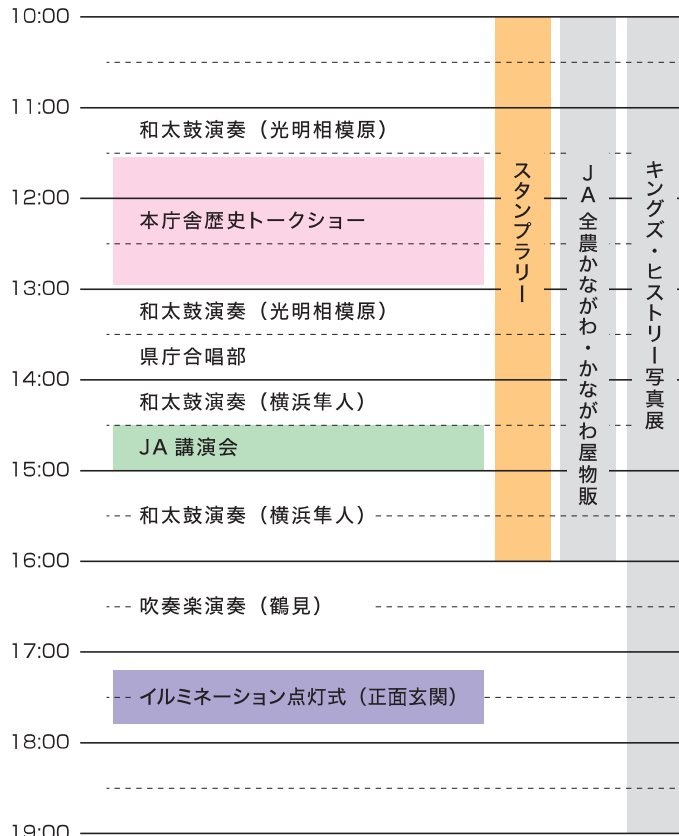 10:00
11:00
和太鼓演奏（光明相模原）
12:00
本庁舎歴史トークショー
13:00
和太鼓演奏（光明相模原）
県庁合唱部
14:00
和太鼓演奏（横浜隼人）
JA 講演会
15:00
和太鼓演奏（横浜隼人）
16:00
吹奏楽演奏（鶴見）
17:00
イルミネーション点灯式（正面玄関）
18:00
19:00
スタンプラリー
JA 全農かながわ・かながわ屋物販
キングズ・ヒストリー写真展